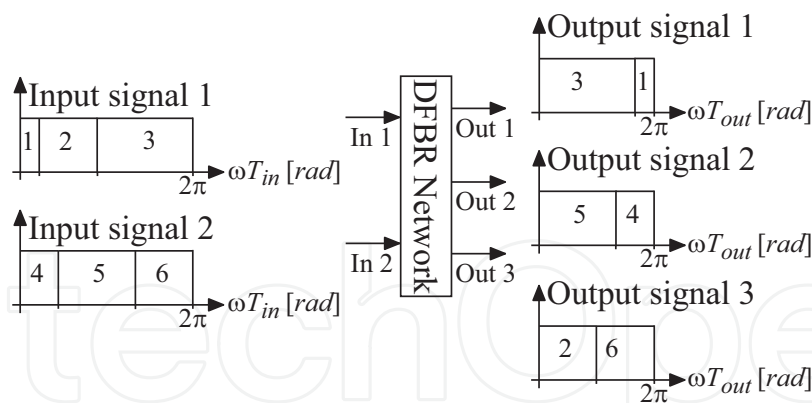 Input signal 1
1 2 3
2π
ωT_in [rad]
Input signal 2
4 5 6
2π
ωT_in [rad]
In 1
In 2
DFBR Network
Out 1
Out 2
Out 3
Output signal 1
3 1
2π
ωT_out [rad]
Output signal 2
5 4
2π
ωT_out [rad]
Output signal 3
2 6
2π
ωT_out [rad]
techOpe